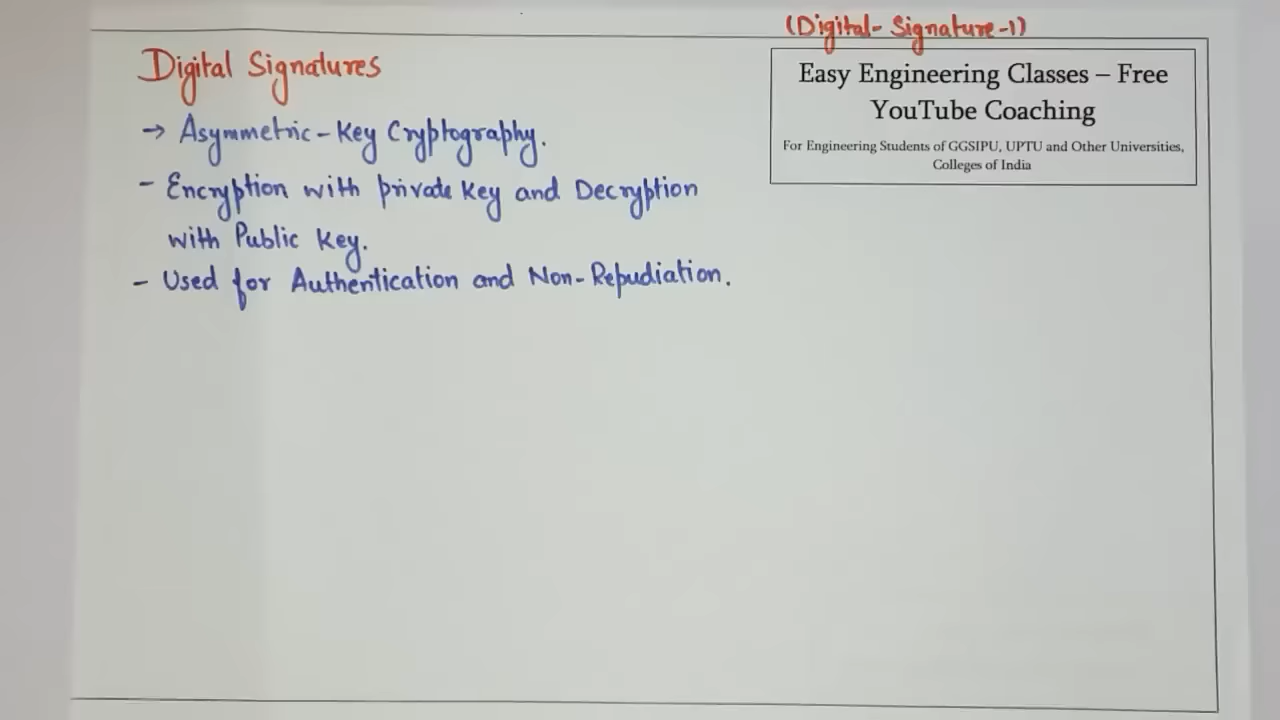 (Digital-Signature-1)
Easy Engineering Classes – Free
YouTube Coaching
For Engineering Students of GGSIPU, UPTU and Other Universities,
Colleges of India
Digital Signatures
→ Asymmetric-Key Cryptography.
- Encryption with private Key and Decryption
with Public Key.
- Used for Authentication and Non-Repudiation.